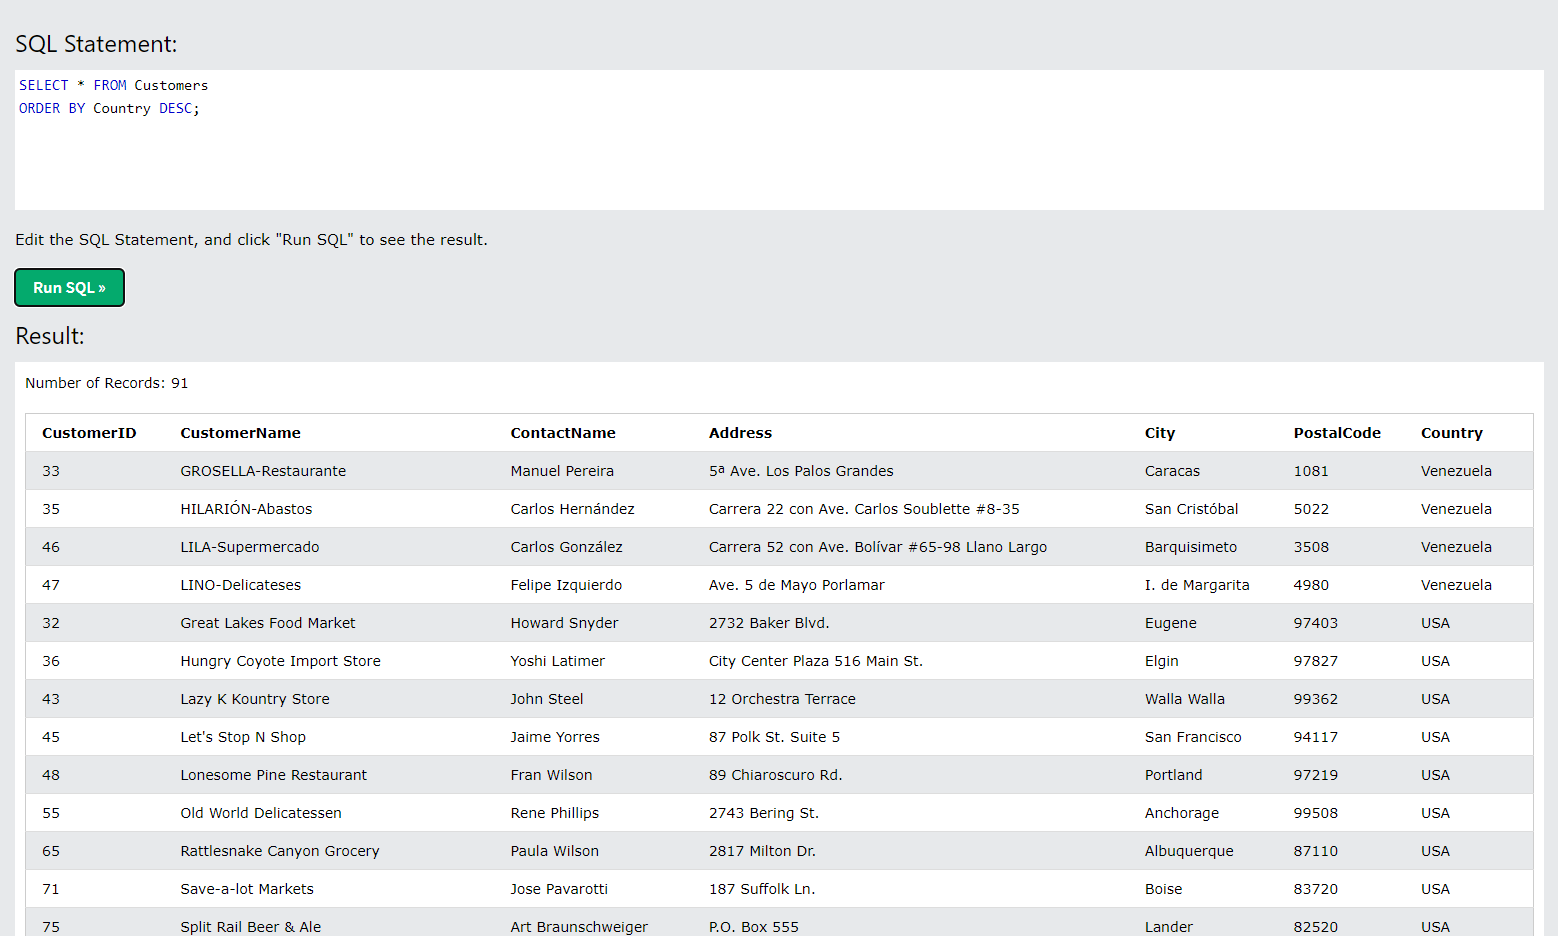 SQL Statement:
SELECT * FROM Customers
ORDER BY Country DESC;
Edit the SQL Statement, and click "Run SQL" to see the result.
Run SQL »
Result:
Number of Records: 91
CustomerID CustomerName ContactName Address City PostalCode Country
33 GROSELLA-Restaurante Manuel Pereira 5ª Ave. Los Palos Grandes Caracas 1081 Venezuela
35 HILARIÓN-Abastos Carlos Hernández Carrera 22 con Ave. Carlos Soublette #8-35 San Cristóbal 5022 Venezuela
46 LILA-Supermercado Carlos González Carrera 52 con Ave. Bolívar #65-98 Llano Largo Barquisimeto 3508 Venezuela
47 LINO-Delicateses Felipe Izquierdo Ave. 5 de Mayo Porlamar I. de Margarita 4980 Venezuela
32 Great Lakes Food Market Howard Snyder 2732 Baker Blvd. Eugene 97403 USA
36 Hungry Coyote Import Store Yoshi Latimer City Center Plaza 516 Main St. Elgin 97827 USA
43 Lazy K Kountry Store John Steel 12 Orchestra Terrace Walla Walla 99362 USA
45 Let's Stop N Shop Jaime Yorres 87 Polk St. Suite 5 San Francisco 94117 USA
48 Lonesome Pine Restaurant Fran Wilson 89 Chiaroscuro Rd. Portland 97219 USA
55 Old World Delicatessen Rene Phillips 2743 Bering St. Anchorage 99508 USA
65 Rattlesnake Canyon Grocery Paula Wilson 2817 Milton Dr. Albuquerque 87110 USA
71 Save-a-lot Markets Jose Pavarotti 187 Suffolk Ln. Boise 83720 USA
75 Split Rail Beer & Ale Art Braunschweiger P.O. Box 555 Lander 82520 USA